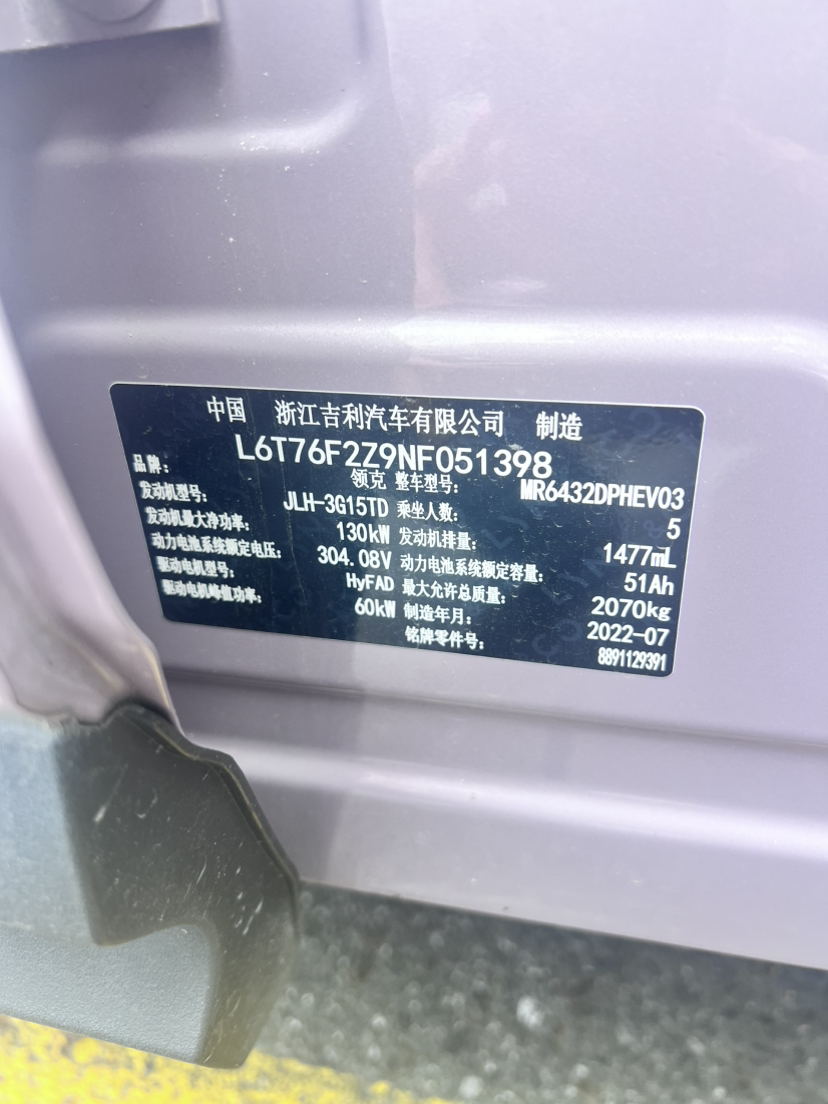 中国 浙江吉利汽车有限公司 制造
L6T76F2Z9NF051398
品牌: 领克 整车型号: MR6432DPHEV03
发动机型号: JLH-3G15TD 乘坐人数: 5
发动机最大净功率: 130kW 发动机排量: 1477mL
动力电池系统额定电压: 304.08V 动力电池系统额定容量: 51Ah
驱动电机型号: HyFAD 最大允许总质量: 2070kg
驱动电机峰值功率: 60kW 制造年月: 2022-07
铭牌零件号: 8891129391